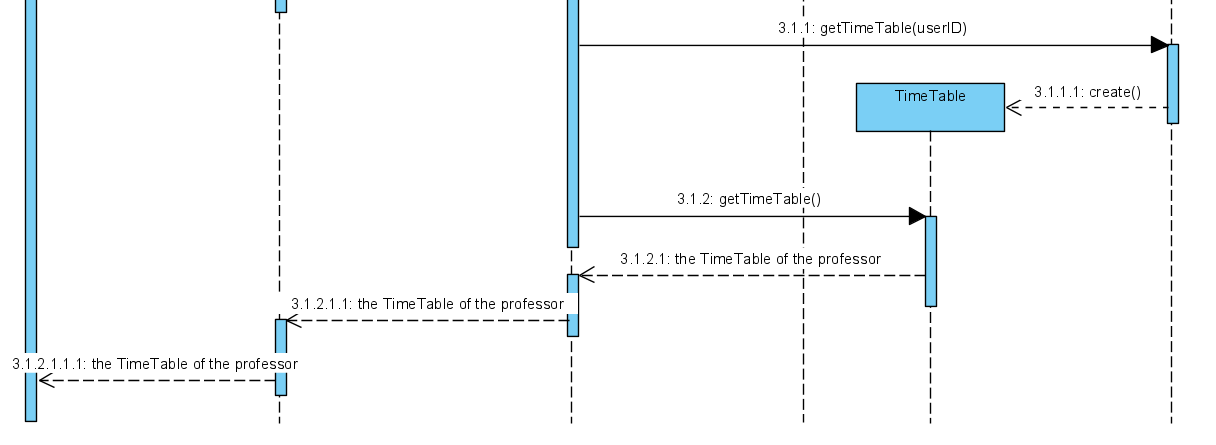 3.1.1: getTimeTable(userID)
3.1.1.1: create()
TimeTable
3.1.2: getTimeTable()
3.1.2.1: the TimeTable of the professor
3.1.2.1.1: the TimeTable of the professor
3.1.2.1.1.1: the TimeTable of the professor